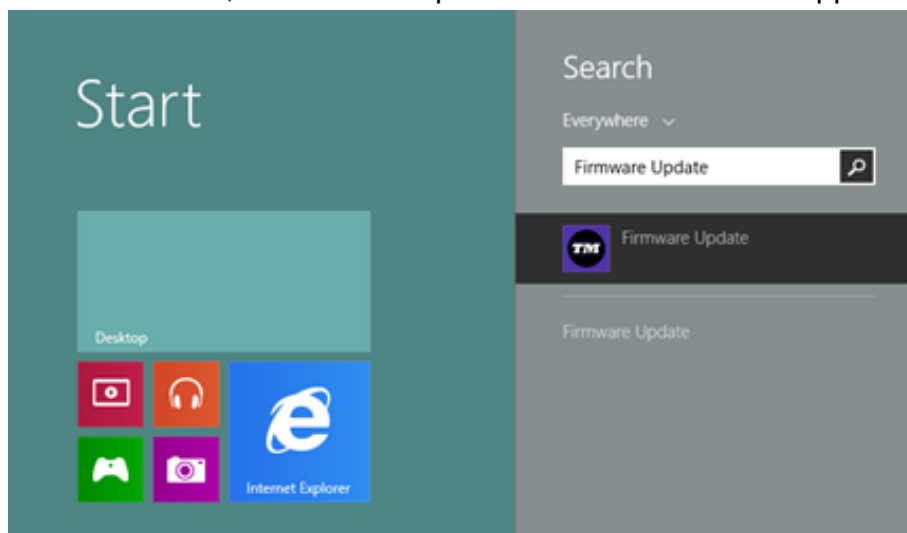 Start
Desktop
Internet Explorer
Search
Everywhere
Firmware Update
TM Firmware Update
Firmware Update